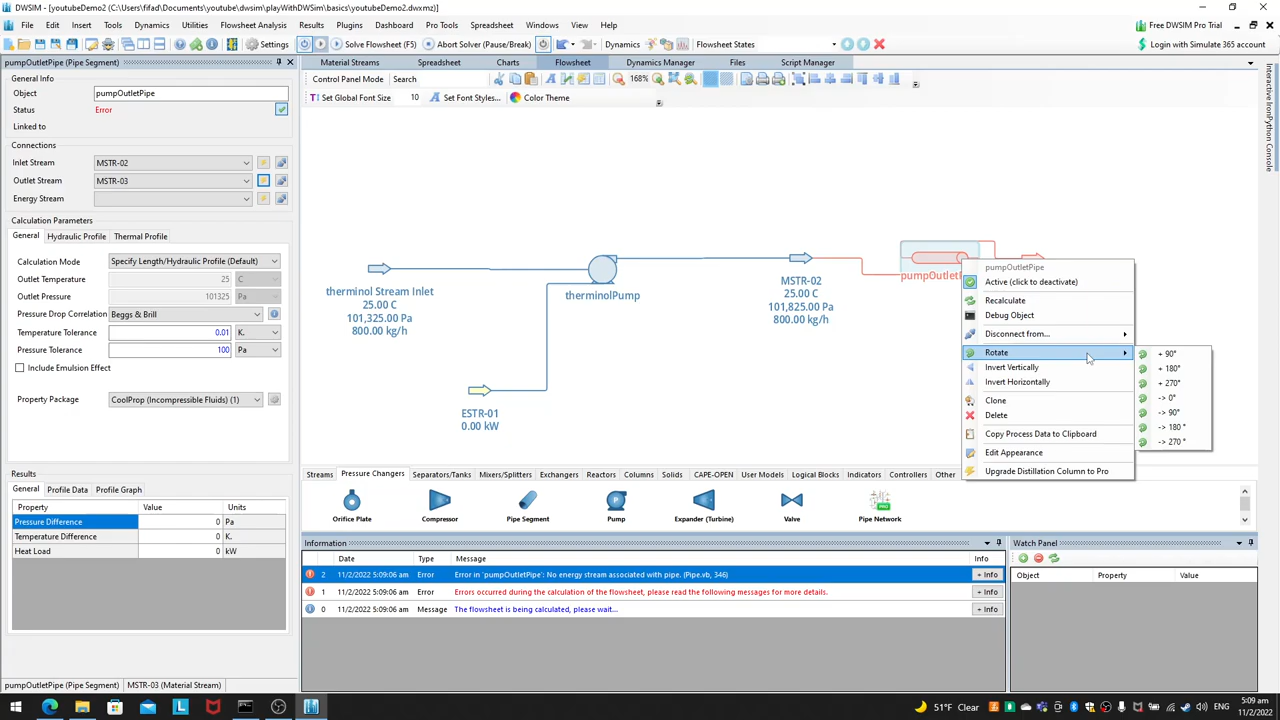 DWSIM - [youtubeDemo2 (C:\Users\fifad\Documents\youtube\dwsim\playWithDWSim\basics\youtubeDemo2.dwxmz)]
File Edit Insert Tools Dynamics Utilities Flowsheet Analysis Results Plugins Dashboard Pro Tools Spreadsheet Windows View Help Free DWSIM Pro Trial
Settings Solve Flowsheet (F5) Abort Solver (Pause/Break) Dynamics Flowsheet States Login with Simulate 365 account
pumpOutletPipe (Pipe Segment)
Material Streams Spreadsheet Charts Flowsheet Dynamics Manager Files Script Manager
General Info
Control Panel Mode Search 168%
Object pumpOutletPipe
Set Global Font Size 10 Set Font Styles... Color Theme
Status Error
Linked to
Connections
Inlet Stream MSTR-02
Outlet Stream MSTR-03
Energy Stream
Calculation Parameters
General Hydraulic Profile Thermal Profile
Calculation Mode Specify Length/Hydraulic Profile (Default)
Outlet Temperature 25 C
Outlet Pressure 101325 Pa
Pressure Drop Correlation Beggs & Brill
Temperature Tolerance 0.01 K.
Pressure Tolerance 100 Pa
Include Emulsion Effect
Property Package CoolProp (Incompressible Fluids) (1)
therminol Stream Inlet
25.00 C
101,325.00 Pa
800.00 kg/h
therminolPump
ESTR-01
0.00 kW
MSTR-02
25.00 C
101,825.00 Pa
800.00 kg/h
pumpOutletI
pumpOutletPipe
Active (click to deactivate)
Recalculate
Debug Object
Disconnect from...
Rotate
Invert Vertically
Invert Horizontally
Clone
Delete
Copy Process Data to Clipboard
Edit Appearance
Upgrade Distillation Column to Pro
+ 90°
+ 180°
+ 270°
-> 0°
-> 90°
-> 180 °
-> 270 °
Results
General Profile Data Profile Graph
Property Value Units
Pressure Difference 0 Pa
Temperature Difference 0 K.
Heat Load 0 kW
Streams Pressure Changers Separators/Tanks Mixers/Splitters Exchangers Reactors Columns Solids CAPE-OPEN User Models Logical Blocks Indicators Controllers Other
Orifice Plate Compressor Pipe Segment Pump Expander (Turbine) Valve Pipe Network
PRO
Information
Date Type Message Info
2 11/2/2022 5:09:06 am Error Error in 'pumpOutletPipe': No energy stream associated with pipe. (Pipe.vb, 346) + Info
1 11/2/2022 5:09:06 am Error Errors occurred during the calculation of the flowsheet, please read the following messages for more details. + Info
0 11/2/2022 5:09:06 am Message The flowsheet is being calculated, please wait... + Info
Watch Panel
Object Property Value
Interactive IronPython Console
pumpOutletPipe (Pipe Segment) MSTR-03 (Material Stream)
51°F Clear
5:09 am
11/2/2022